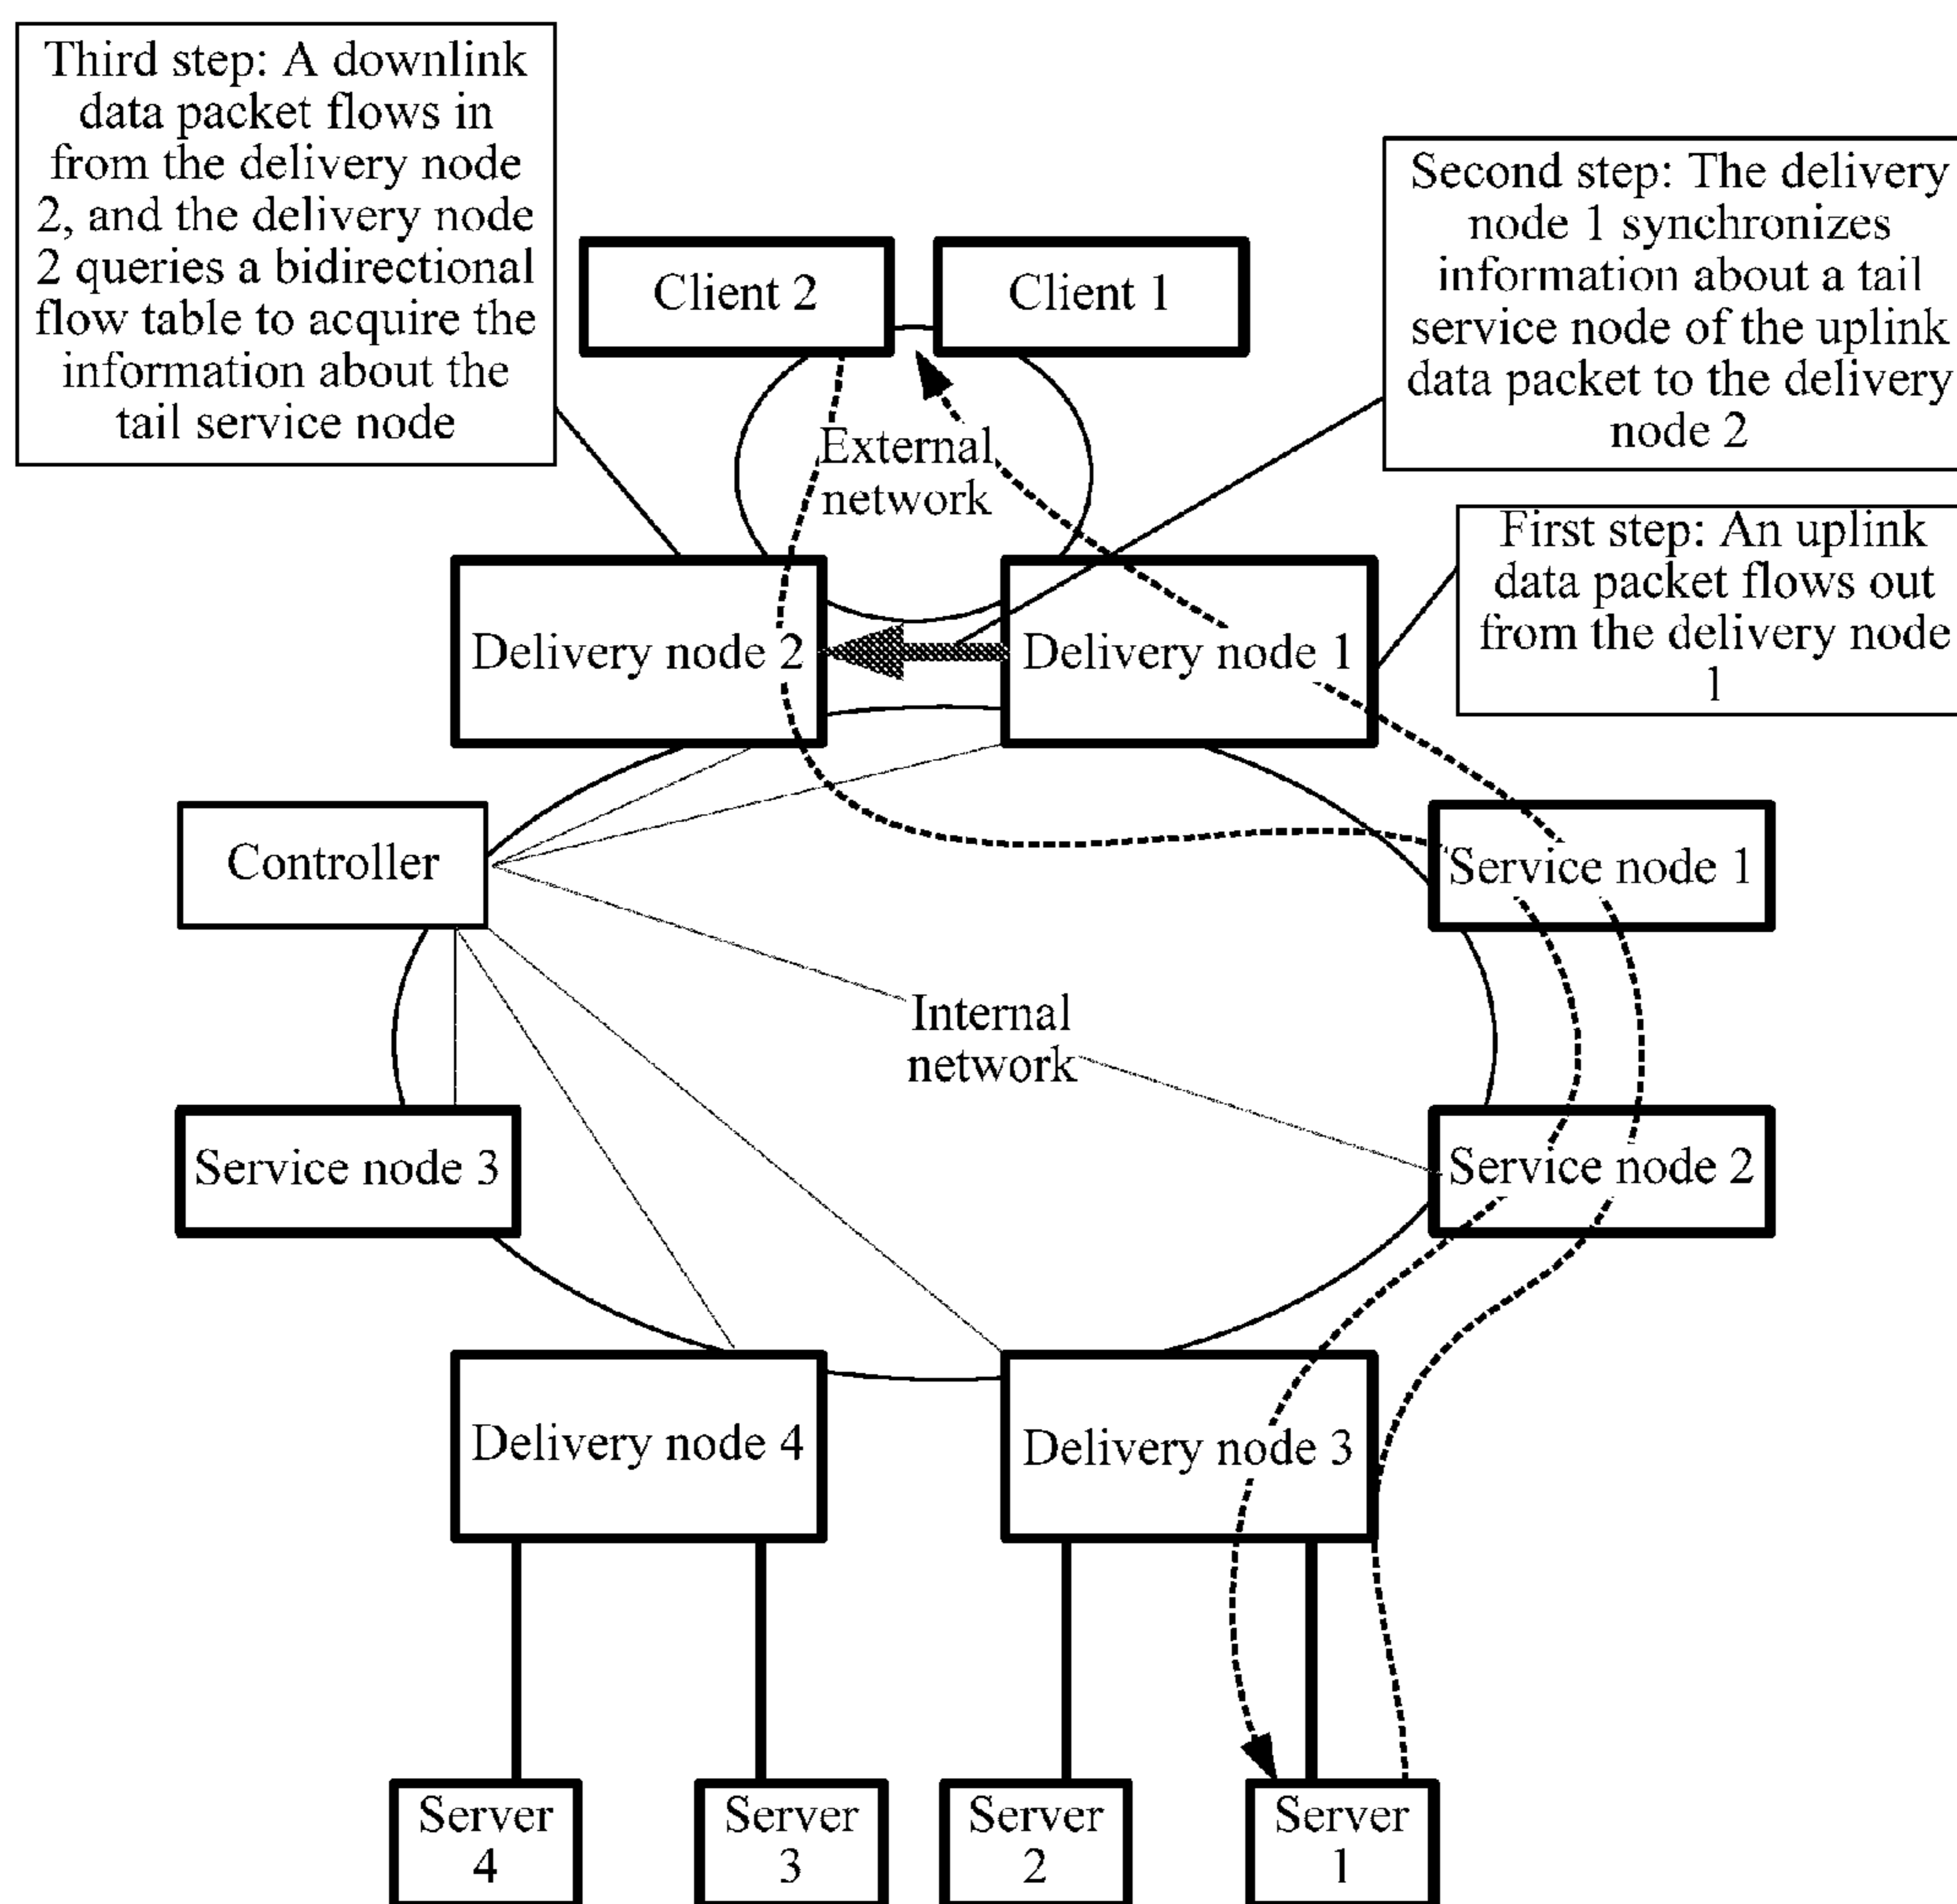 Third step: A downlink
data packet flows in
from the delivery node
2, and the delivery node
2 queries a bidirectional
flow table to acquire the
information about the
tail service node
Second step: The delivery
node 1 synchronizes
information about a tail
service node of the uplink
data packet to the delivery
node 2
Client 2
Client 1
External
network
First step: An uplink
data packet flows out
from the delivery node
1
Delivery node 2
Delivery node 1
Controller
Service node 1
Internal
network
Service node 3
Service node 2
Delivery node 4
Delivery node 3
Server
4
Server
3
Server
2
Server
1